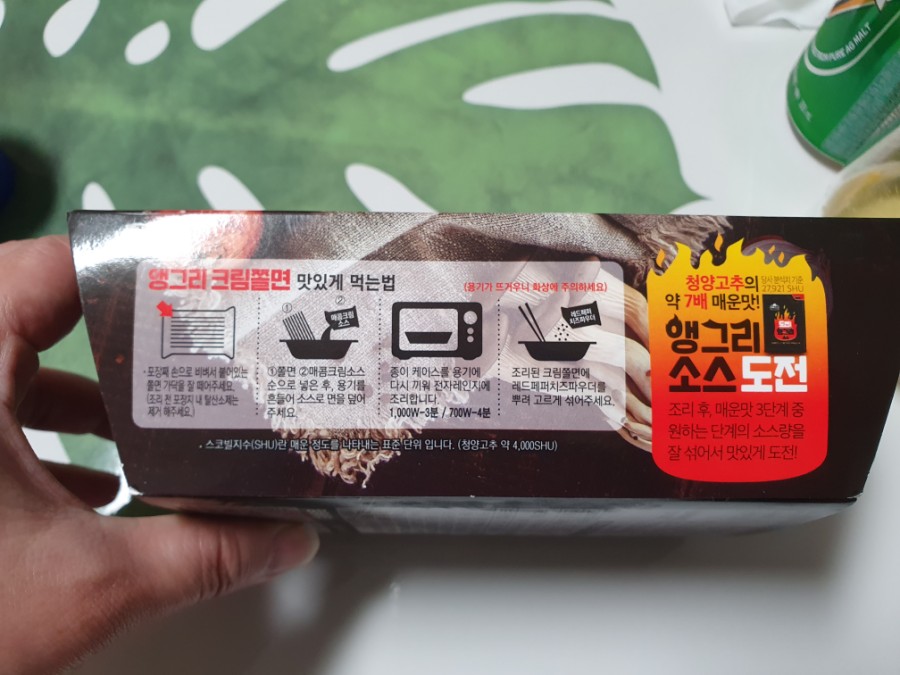 앵그리 크림쫄면 맛있게 먹는법
(용기가 뜨거우니 화상에 주의하세요)
· 포장째 손으로 비벼서 붙어있는
쫄면 가닥을 잘 떼어주세요.
(조리 전 포장지 내 탈산소제는
제거 해주세요.)
①
②
매콤크림
소스
①쫄면 ②매콤크림소스
순으로 넣은 후, 용기를
흔들어 소스로 면을 덮어
주세요.
종이 케이스를 용기에
다시 끼워 전자레인지에
조리합니다.
1,000W-3분 / 700W-4분
레드페퍼
치즈파우더
조리된 크림쫄면에
레드페퍼치즈파우더를
뿌려 고르게 섞어주세요.
· 스코빌지수(SHU)란 매운 정도를 나타내는 표준 단위 입니다. (청양고추 약 4,000SHU)
청양고추의
당사 분석치 기준
27,921 SHU
약 7배 매운맛!
앵그리
소스 도전
조리 후, 매운맛 3단계 중
원하는 단계의 소스량을
잘 섞어서 맛있게 도전!